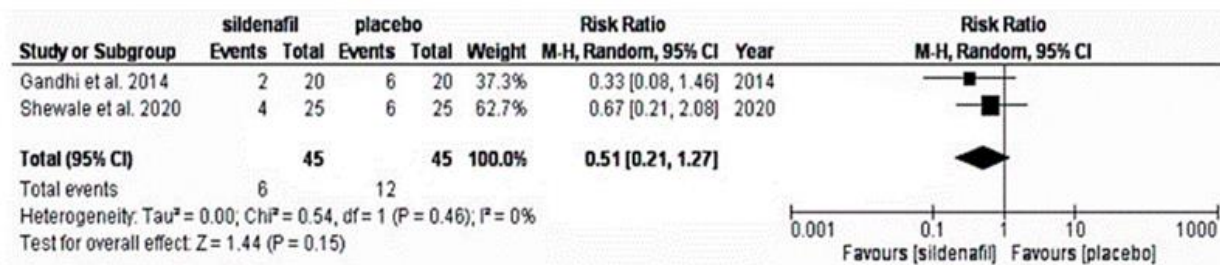 sildenafil placebo Risk Ratio Risk Ratio
Study or Subgroup Events Total Events Total Weight M-H, Random, 95% CI Year M-H, Random, 95% CI
Gandhi et al. 2014 2 20 6 20 37.3% 0.33 [0.08, 1.46] 2014
Shewale et al. 2020 4 25 6 25 62.7% 0.67 [0.21, 2.08] 2020
Total (95% CI) 45 45 100.0% 0.51 [0.21, 1.27]
Total events 6 12
Heterogeneity: Tau² = 0.00; Chi² = 0.54, df = 1 (P = 0.46); I² = 0%
Test for overall effect: Z = 1.44 (P = 0.15)
0.001 0.1 1 10 1000
Favours [sildenafil] Favours [placebo]